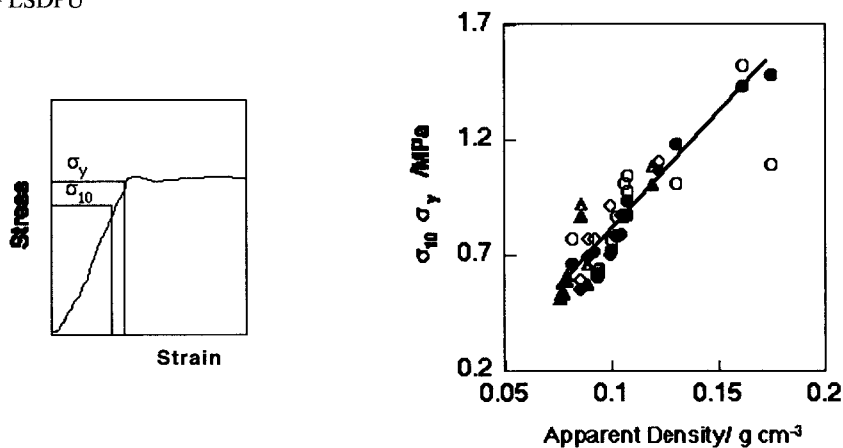 LSDPU
σy
σ10
Stress
Strain
σ10 σy /MPa
1.7
1.2
0.7
0.2
0.05
0.1
0.15
0.2
Apparent Density/ g cm-3